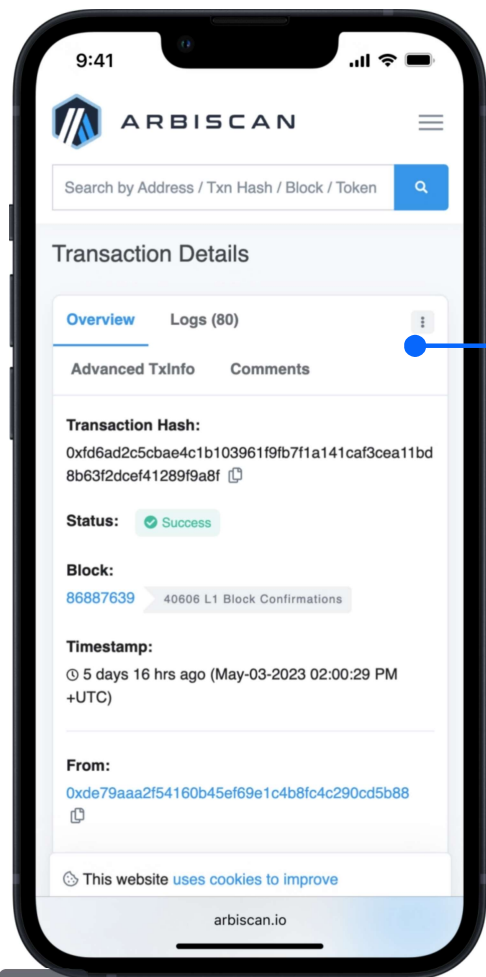 9:41
ARBISCAN
Search by Address / Txn Hash / Block / Token
Transaction Details
Overview Logs (80)
Advanced TxInfo Comments
Transaction Hash:
0xfd6ad2c5cbae4c1b103961f9fb7f1a141caf3cea11bd
8b63f2dcef41289f9a8f
Status: Success
Block:
86887639 40606 L1 Block Confirmations
Timestamp:
5 days 16 hrs ago (May-03-2023 02:00:29 PM
+UTC)
From:
0xde79aaa2f54160b45ef69e1c4b8fc4c290cd5b88
This website uses cookies to improve
arbiscan.io